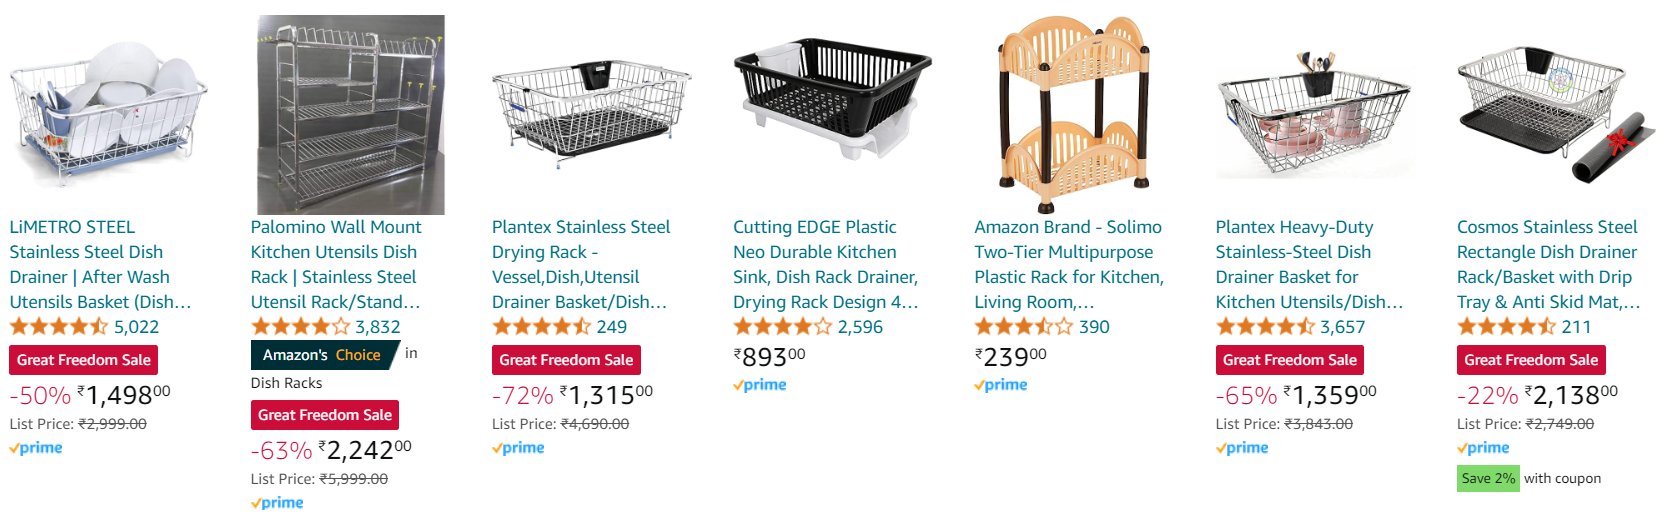 LiMETRO STEEL
Stainless Steel Dish
Drainer | After Wash
Utensils Basket (Dish…
5,022
Great Freedom Sale
-50% ₹1,49800
List Price: ₹2,999.00
prime
Palomino Wall Mount
Kitchen Utensils Dish
Rack | Stainless Steel
Utensil Rack/Stand…
3,832
Amazon's Choice in
Dish Racks
Great Freedom Sale
-63% ₹2,24200
List Price: ₹5,999.00
prime
Plantex Stainless Steel
Drying Rack -
Vessel,Dish,Utensil
Drainer Basket/Dish…
249
Great Freedom Sale
-72% ₹1,31500
List Price: ₹4,690.00
prime
Cutting EDGE Plastic
Neo Durable Kitchen
Sink, Dish Rack Drainer,
Drying Rack Design 4…
2,596
₹89300
prime
Amazon Brand - Solimo
Two-Tier Multipurpose
Plastic Rack for Kitchen,
Living Room,…
390
₹23900
prime
Plantex Heavy-Duty
Stainless-Steel Dish
Drainer Basket for
Kitchen Utensils/Dish…
3,657
Great Freedom Sale
-65% ₹1,35900
List Price: ₹3,843.00
prime
Cosmos Stainless Steel
Rectangle Dish Drainer
Rack/Basket with Drip
Tray & Anti Skid Mat,…
211
Great Freedom Sale
-22% ₹2,13800
List Price: ₹2,749.00
prime
Save 2% with coupon